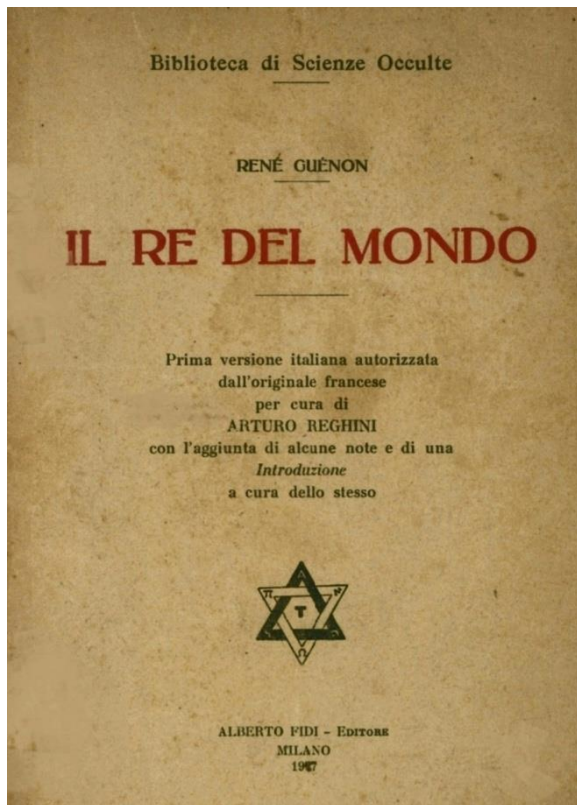 Biblioteca di Scienze Occulte
RENÉ GUÉNON
IL RE DEL MONDO
Prima versione italiana autorizzata
dall'originale francese
per cura di
ARTURO REGHINI
con l'aggiunta di alcune note e di una
Introduzione
a cura dello stesso
Π N
T
Ω
ALBERTO FIDI - EDITORE
MILANO